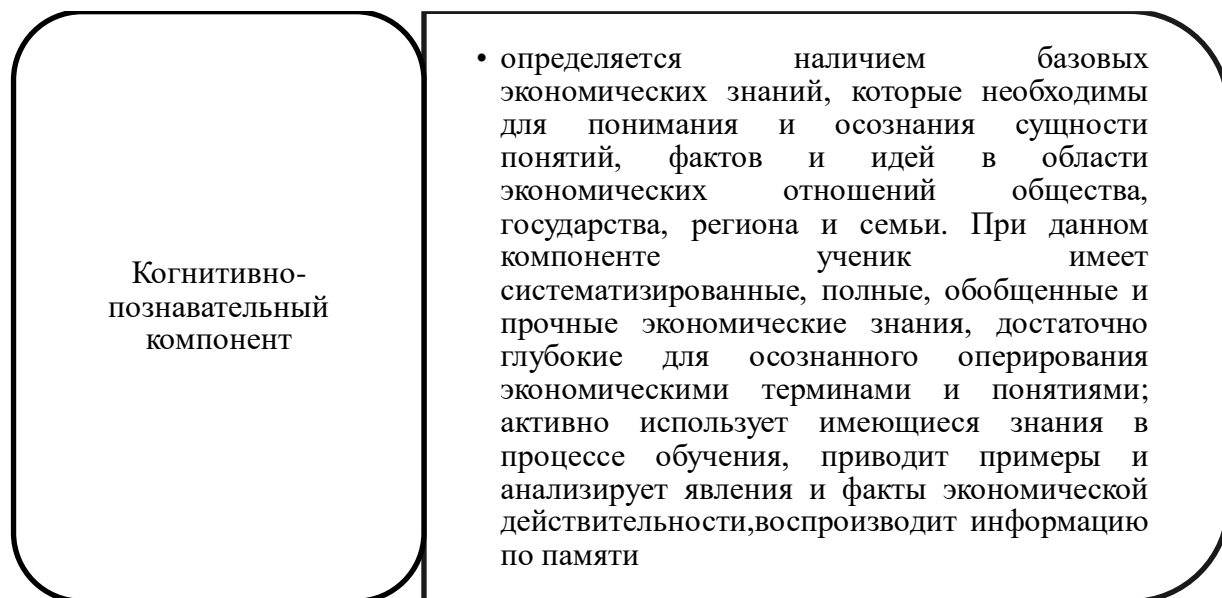 Когнитивно-
познавательный
компонент
• определяется наличием базовых
экономических знаний, которые необходимы
для понимания и осознания сущности
понятий, фактов и идей в области
экономических отношений общества,
государства, региона и семьи. При данном
компоненте ученик имеет
систематизированные, полные, обобщенные и
прочные экономические знания, достаточно
глубокие для осознанного оперирования
экономическими терминами и понятиями;
активно использует имеющиеся знания в
процессе обучения, приводит примеры и
анализирует явления и факты экономической
действительности,воспроизводит информацию
по памяти